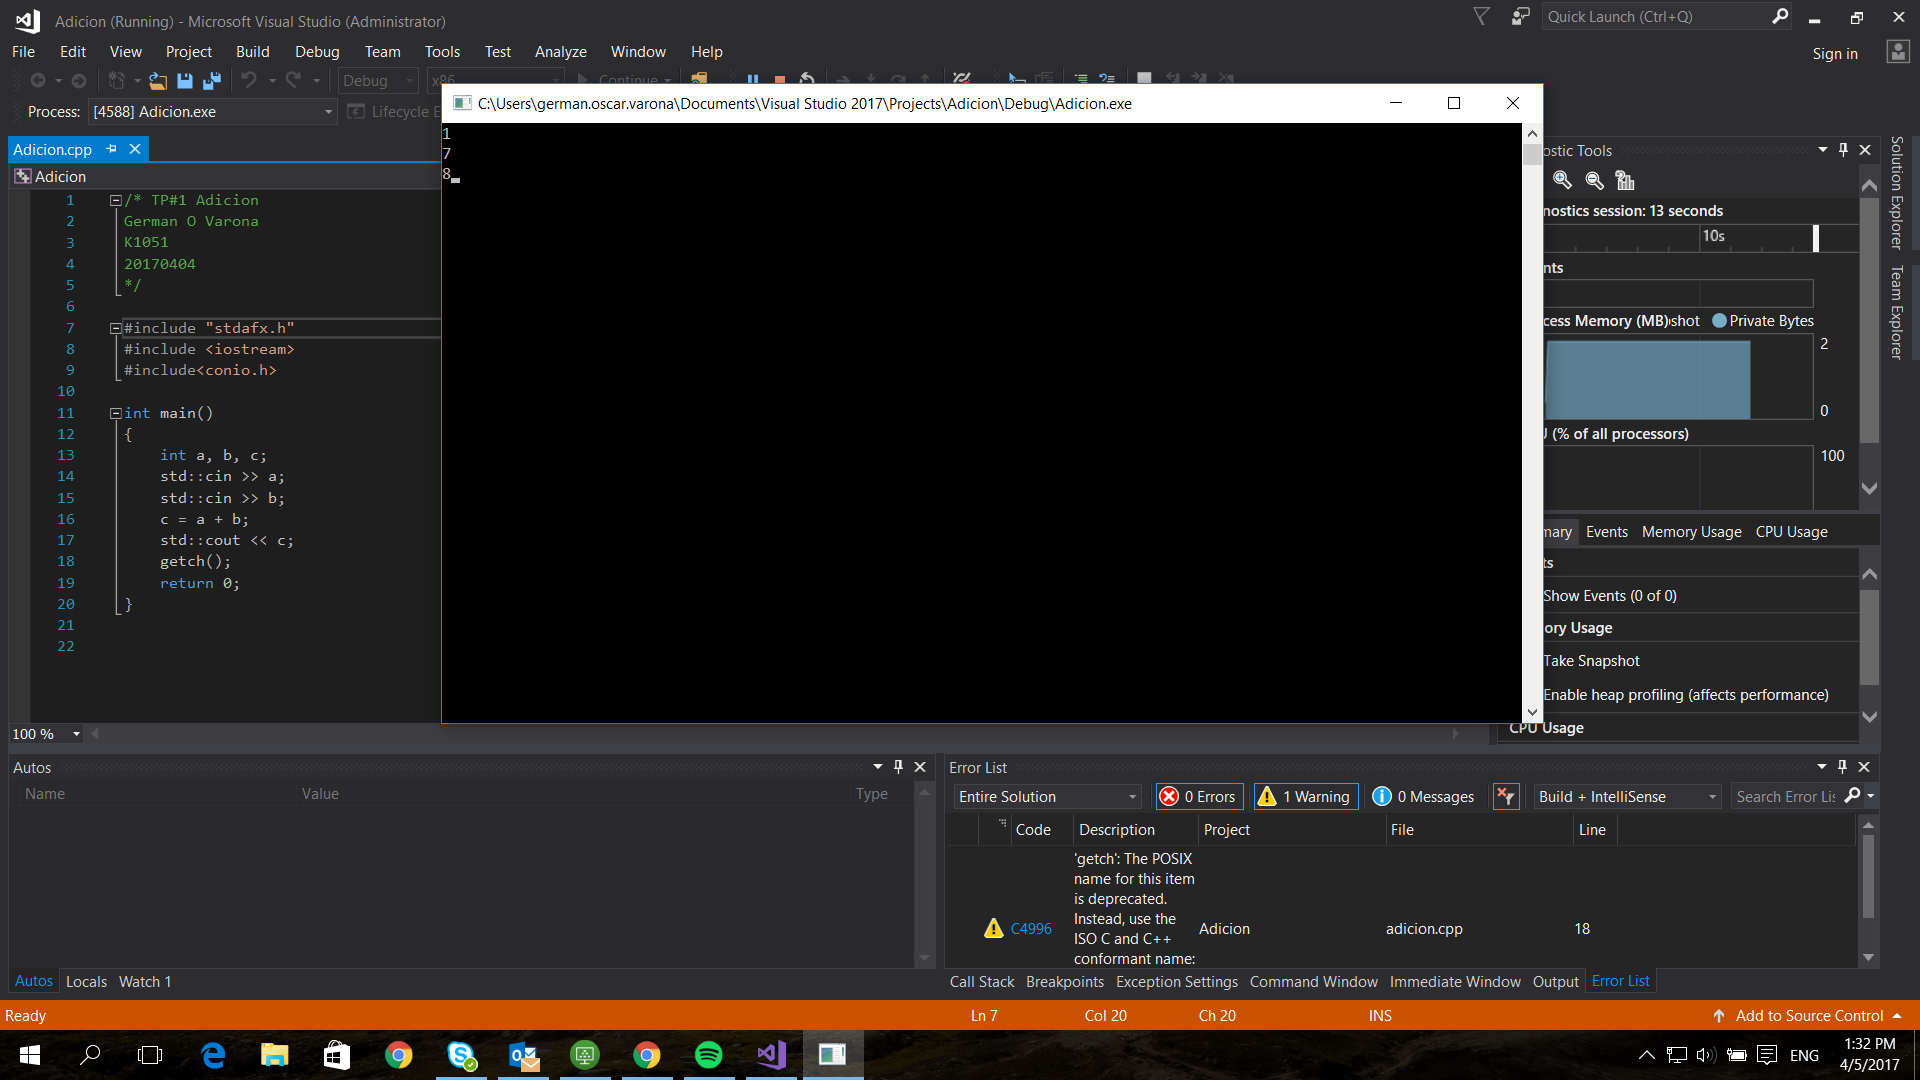 Adicion (Running) - Microsoft Visual Studio (Administrator)
Quick Launch (Ctrl+Q)
File Edit View Project Build Debug Team Tools Test Analyze Window Help
Sign in
Debug x86 Continue
Process: [4588] Adicion.exe Lifecycle E
C:\Users\german.oscar.varona\Documents\Visual Studio 2017\Projects\Adicion\Debug\Adicion.exe
1
7
8
Adicion.cpp
Adicion
1 /* TP#1 Adicion
2 German O Varona
3 K1051
4 20170404
5 */
6
7 #include "stdafx.h"
8 #include <iostream>
9 #include<conio.h>
10
11 int main()
12 {
13 int a, b, c;
14 std::cin >> a;
15 std::cin >> b;
16 c = a + b;
17 std::cout << c;
18 getch();
19 return 0;
20 }
21
22
100 %
ostic Tools
nostics session: 13 seconds
10s
nts
cess Memory (MB) shot Private Bytes
2
0
(% of all processors)
100
mary Events Memory Usage CPU Usage
ts
Show Events (0 of 0)
ory Usage
Take Snapshot
Enable heap profiling (affects performance)
CPU Usage
Solution Explorer
Team Explorer
Autos
Name Value Type
Autos Locals Watch 1
Error List
Entire Solution 0 Errors 1 Warning 0 Messages Build + IntelliSense Search Error Lis
Code Description Project File Line
C4996 'getch': The POSIX
name for this item
is deprecated.
Instead, use the
ISO C and C++
conformant name:
Adicion adicion.cpp 18
Call Stack Breakpoints Exception Settings Command Window Immediate Window Output Error List
Ready Ln 7 Col 20 Ch 20 INS Add to Source Control
ENG
1:32 PM
4/5/2017